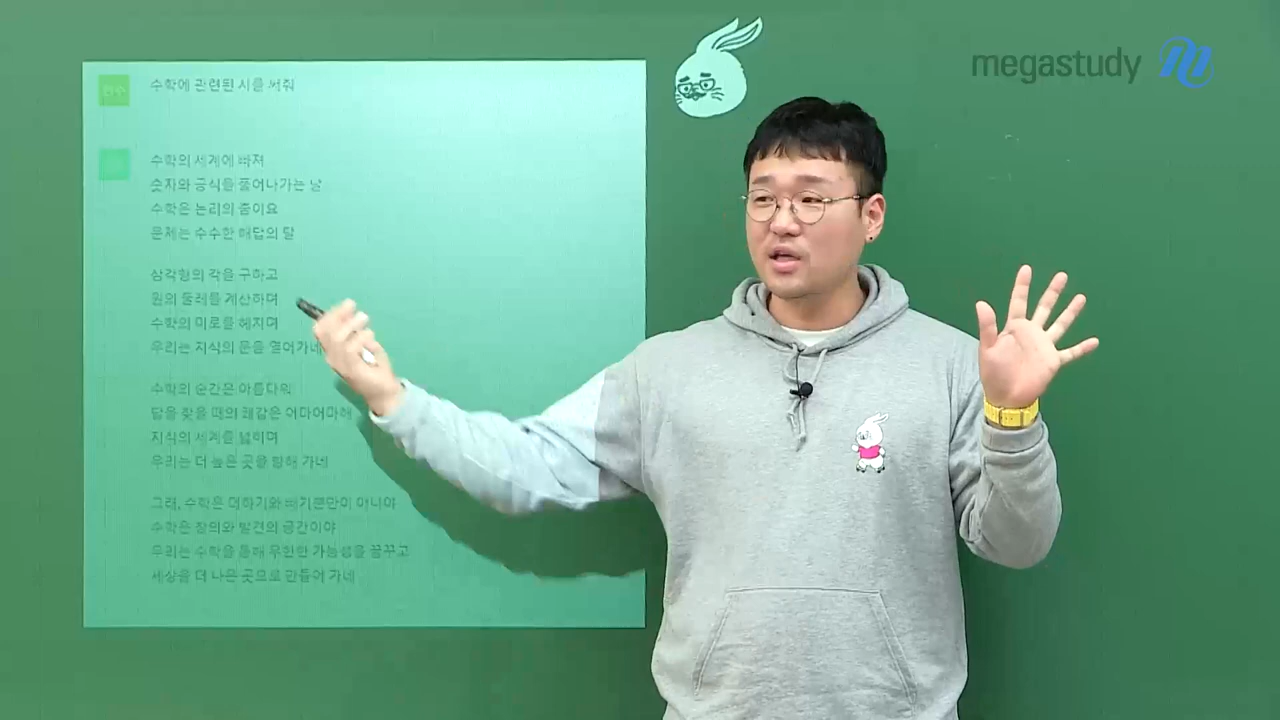 megastudy
수학에 관련된 시를 써줘
수학의 세계에 빠져
숫자와 공식을 풀어나가는 날
수학은 논리의 춤이요
문제는 수수한 해답의 달
삼각형의 각을 구하고
원의 둘레를 계산하며
수학의 미로를 헤치며
우리는 지식의 문을 열어가네
수학의 순간은 아름다워
답을 찾을 때의 쾌감은 어마어마해
지식의 세계를 넓히며
우리는 더 높은 곳을 향해 가네
그래, 수학은 더하기와 빼기뿐만이 아니야
수학은 창의와 발견의 공간이야
우리는 수학을 통해 무한한 가능성을 꿈꾸고
세상을 더 나은 곳으로 만들어 가네